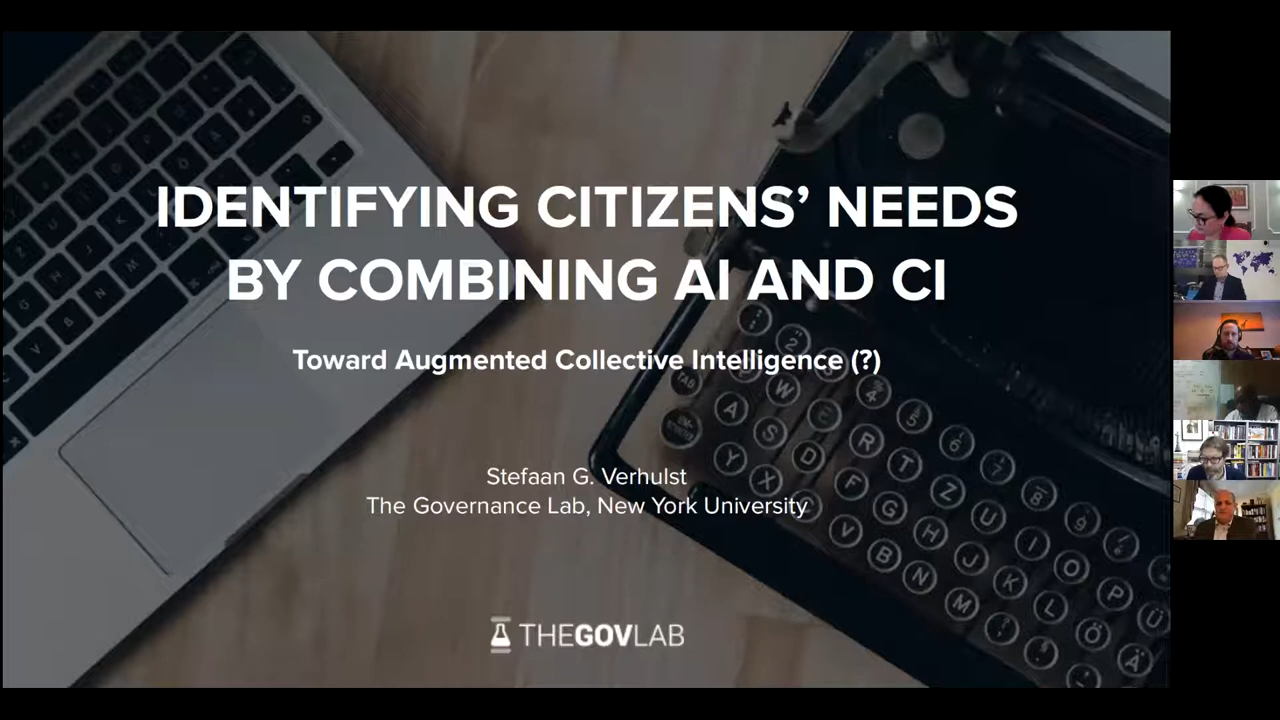 IDENTIFYING CITIZENS’ NEEDS
BY COMBINING AI AND CI
Toward Augmented Collective Intelligence (?)
Stefaan G. Verhulst
The Governance Lab, New York University
THEGOVLAB